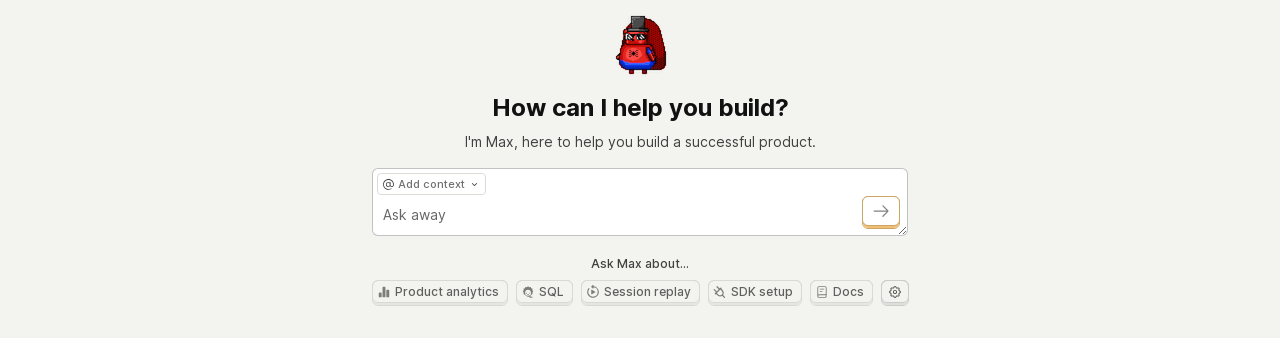 How can I help you build?
I'm Max, here to help you build a successful product.
@ Add context
Ask away
Ask Max about...
Product analytics SQL Session replay SDK setup Docs